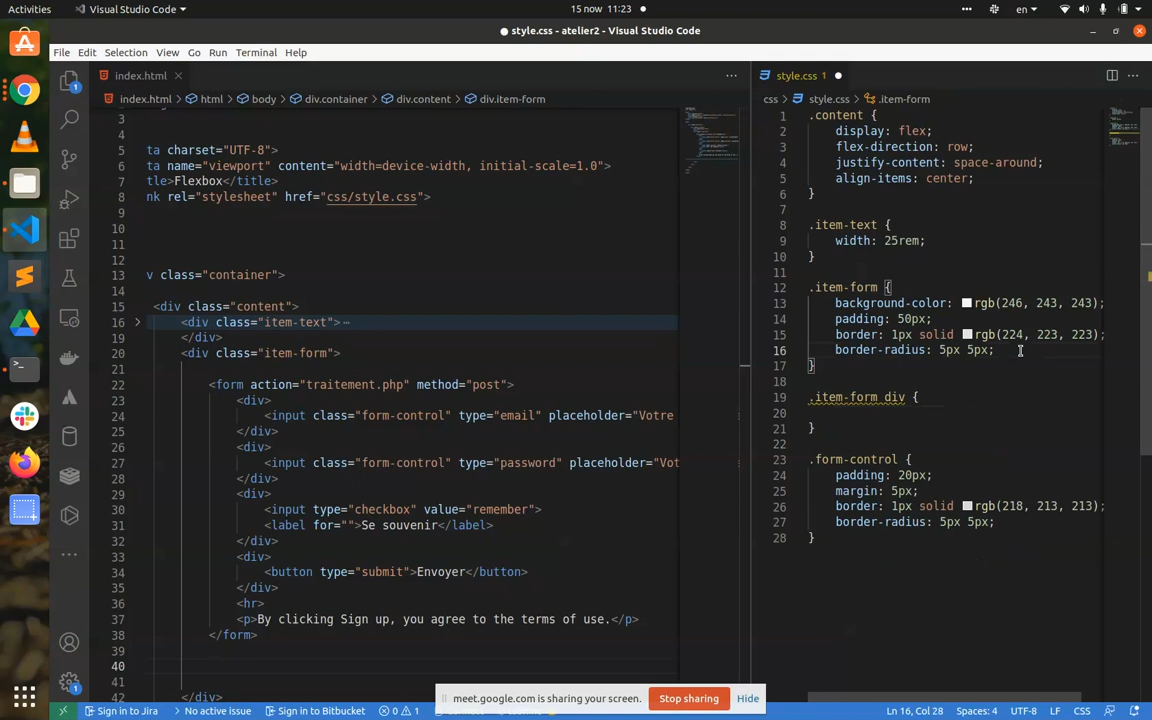 Activities
Visual Studio Code
15 now 11:23
en
style.css - atelier2 - Visual Studio Code
File Edit Selection View Go Run Terminal Help
index.html
index.html > html > body > div.container > div.content > div.item-form
3
4
5 ta charset="UTF-8">
6 ta name="viewport" content="width=device-width, initial-scale=1.0">
7 tle>Flexbox</title>
8 nk rel="stylesheet" href="css/style.css">
9
10
11
12
13 v class="container">
14
15 <div class="content">
16 <div class="item-text">
19 </div>
20 <div class="item-form">
21
22 <form action="traitement.php" method="post">
23 <div>
24 <input class="form-control" type="email" placeholder="Votre
25 </div>
26 <div>
27 <input class="form-control" type="password" placeholder="Vot
28 </div>
29 <div>
30 <input type="checkbox" value="remember">
31 <label for="">Se souvenir</label>
32 </div>
33 <div>
34 <button type="submit">Envoyer</button>
35 </div>
36 <hr>
37 <p>By clicking Sign up, you agree to the terms of use.</p>
38 </form>
39
40
41
42 </div>
style.css 1
css > style.css > .item-form
1 .content {
2 display: flex;
3 flex-direction: row;
4 justify-content: space-around;
5 align-items: center;
6 }
7
8 .item-text {
9 width: 25rem;
10 }
11
12 .item-form {
13 background-color: rgb(246, 243, 243);
14 padding: 50px;
15 border: 1px solid rgb(224, 223, 223);
16 border-radius: 5px 5px;
17 }
18
19 .item-form div {
20
21 }
22
23 .form-control {
24 padding: 20px;
25 margin: 5px;
26 border: 1px solid rgb(218, 213, 213);
27 border-radius: 5px 5px;
28 }
1
1
meet.google.com is sharing your screen. Stop sharing Hide
Sign in to Jira No active issue Sign in to Bitbucket 0 1
Ln 16, Col 28 Spaces: 4 UTF-8 LF CSS